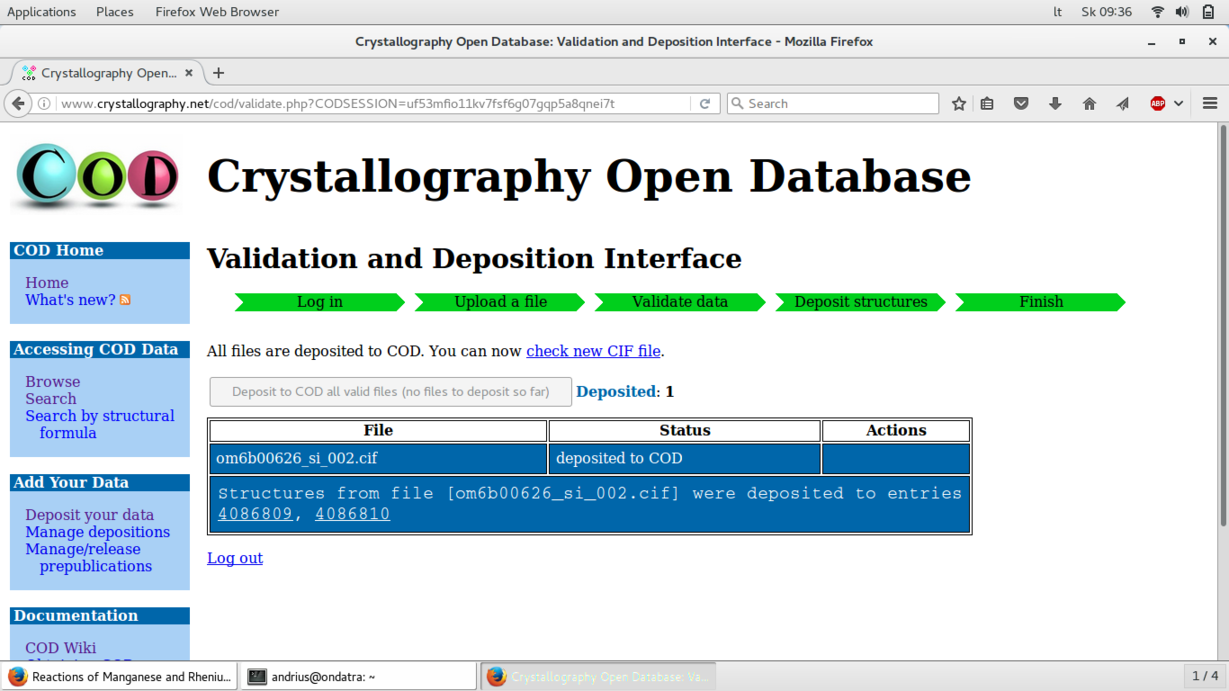 Applications Places Firefox Web Browser lt Sk 09:36
Crystallography Open Database: Validation and Deposition Interface - Mozilla Firefox
Crystallography Open...
www.crystallography.net/cod/validate.php?CODSESSION=uf53mfio11kv7fsf6g07gqp5a8qnei7t Search ABP
COD
Crystallography Open Database
COD Home
Home
What's new?
Accessing COD Data
Browse
Search
Search by structural
formula
Add Your Data
Deposit your data
Manage depositions
Manage/release
prepublications
Documentation
COD Wiki
Validation and Deposition Interface
Log in Upload a file Validate data Deposit structures Finish
All files are deposited to COD. You can now check new CIF file.
Deposit to COD all valid files (no files to deposit so far) Deposited: 1
File Status Actions
om6b00626_si_002.cif deposited to COD
Structures from file [om6b00626_si_002.cif] were deposited to entries
4086809, 4086810
Log out
Reactions of Manganese and Rheniu... andrius@ondatra: ~ Crystallography Open Database: Va... 1 / 4